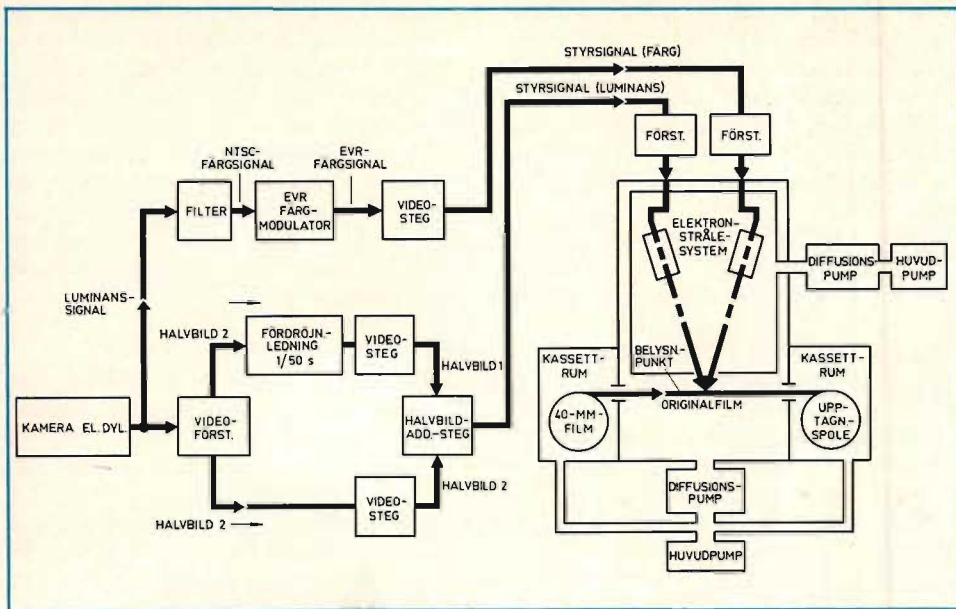 STYRSIGNAL (FÄRG)
STYRSIGNAL (LUMINANS)
FÖRST.
FÖRST.
NTSC-
FÄRGSIGNAL
EVR-
FÄRGSIGNAL
FILTER
EVR
FÄRG-
MODULATOR
VIDEO-
STEG
ELEKTRON-
STRÅLE-
SYSTEM
DIFFUSIONS-
PUMP
HUVUD-
PUMP
LUMINANS-
SIGNAL
HALVBILD 2
FÖRDRÖJN.-
LEDNING
1/50 s
VIDEO-
STEG
HALVBILD 1
KASSETT-
RUM
BELYSN.-
PUNKT
KASSETT-
RUM
ORIGINALFILM
40-MM-
FILM
UPP-
TAGN.-
SPOLE
KAMERA EL. DYL.
VIDEO-
FÖRST.
HALVBILD-
ADD.-STEG
HALVBILD 2
VIDEO-
STEG
HALVBILD 2
DIFFUSIONS-
PUMP
HUVUDPUMP